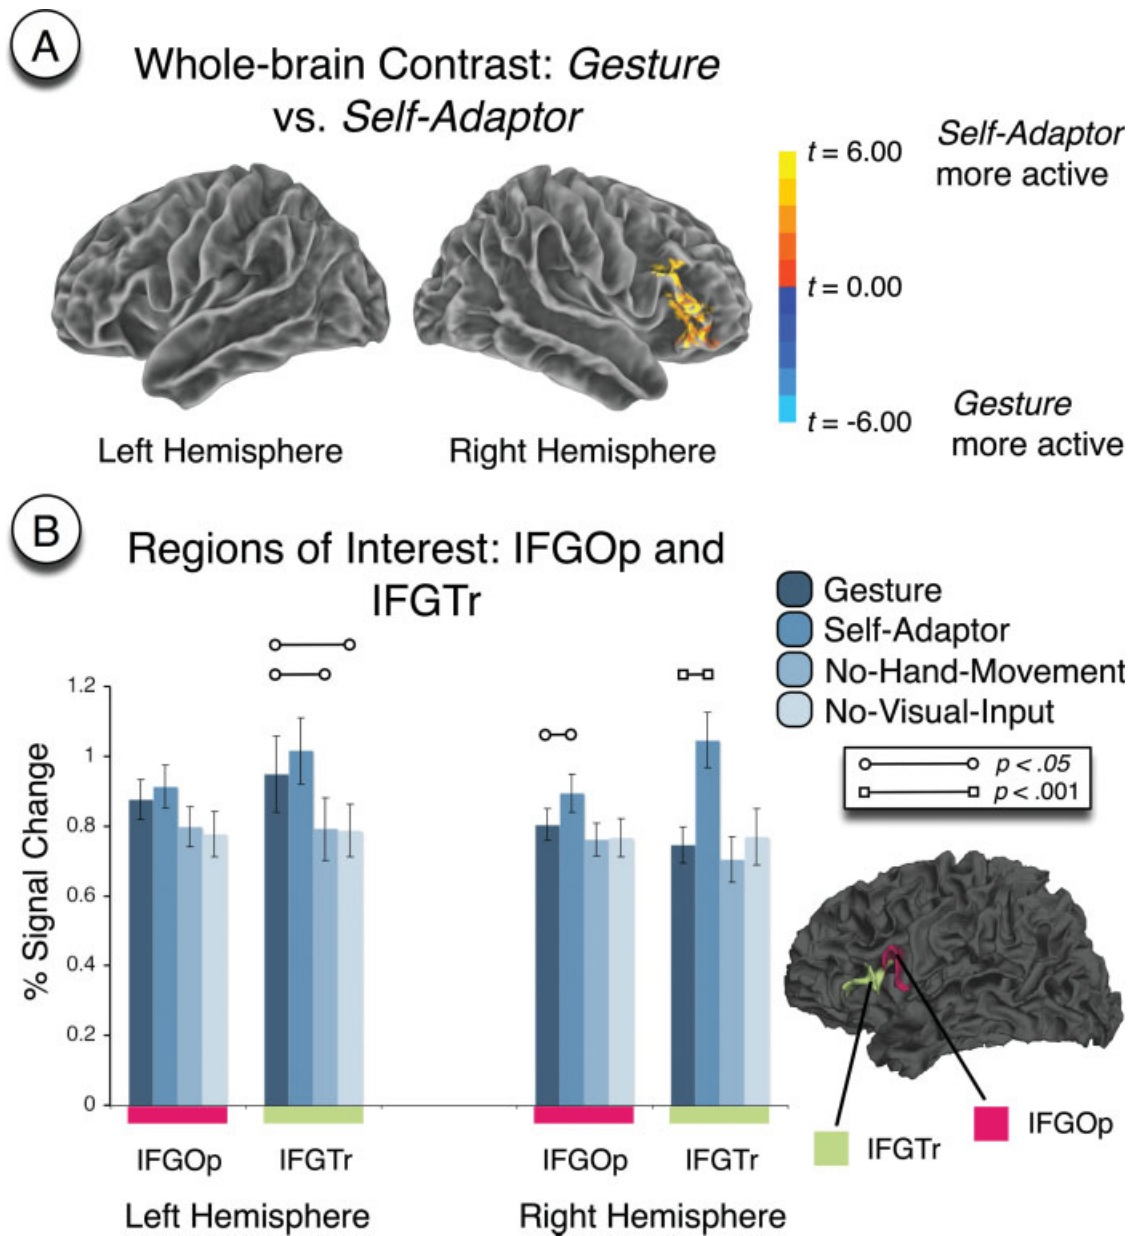 A
Whole-brain Contrast: Gesture
vs. Self-Adaptor
t = 6.00
Self-Adaptor
more active
t = 0.00
t = -6.00
Gesture
more active
Left Hemisphere
Right Hemisphere
B
Regions of Interest: IFGOp and
IFGTr
Gesture
Self-Adaptor
No-Hand-Movement
No-Visual-Input
p < .05
p < .001
% Signal Change
1.2
1
0.8
0.6
0.4
0.2
0
IFGOp
IFGTr
IFGOp
IFGTr
Left Hemisphere
Right Hemisphere
IFGTr
IFGOp